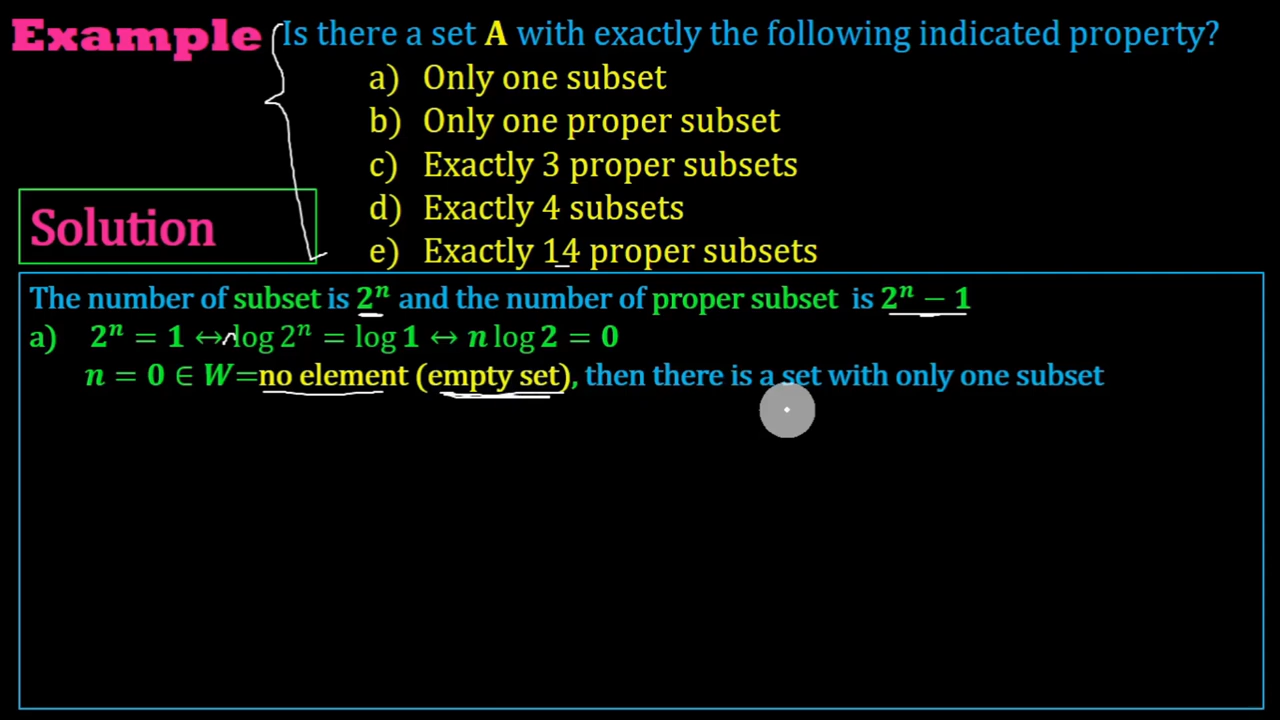 Example Is there a set A with exactly the following indicated property?
a) Only one subset
b) Only one proper subset
c) Exactly 3 proper subsets
d) Exactly 4 subsets
e) Exactly 14 proper subsets
Solution
The number of subset is 2ⁿ and the number of proper subset is 2ⁿ − 1
a) 2ⁿ = 1 ↔ log 2ⁿ = log 1 ↔ n log 2 = 0
n = 0 ∈ W=no element (empty set), then there is a set with only one subset